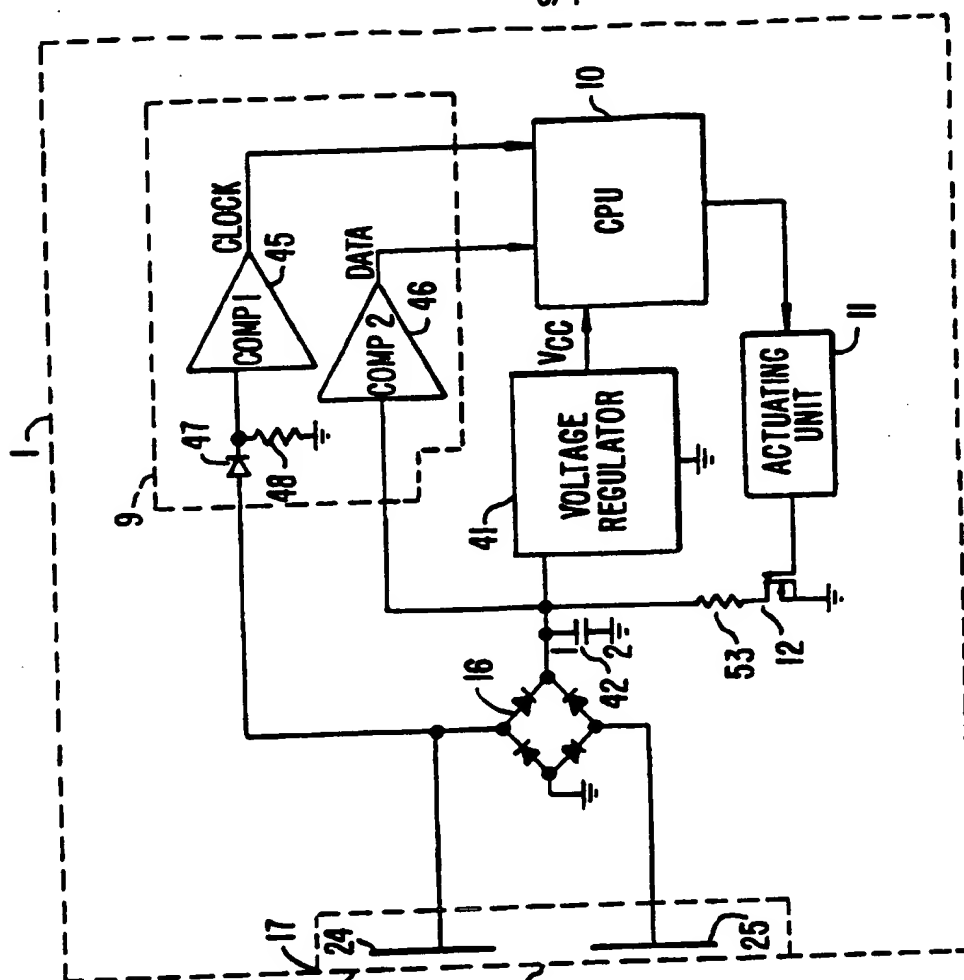 1
9
47
48
COMP 1
CLOCK
45
COMP 2
DATA
46
10
CPU
41
VOLTAGE
REGULATOR
VCC
ACTUATING
UNIT
11
16
1
2
42
53
12
17
24
25